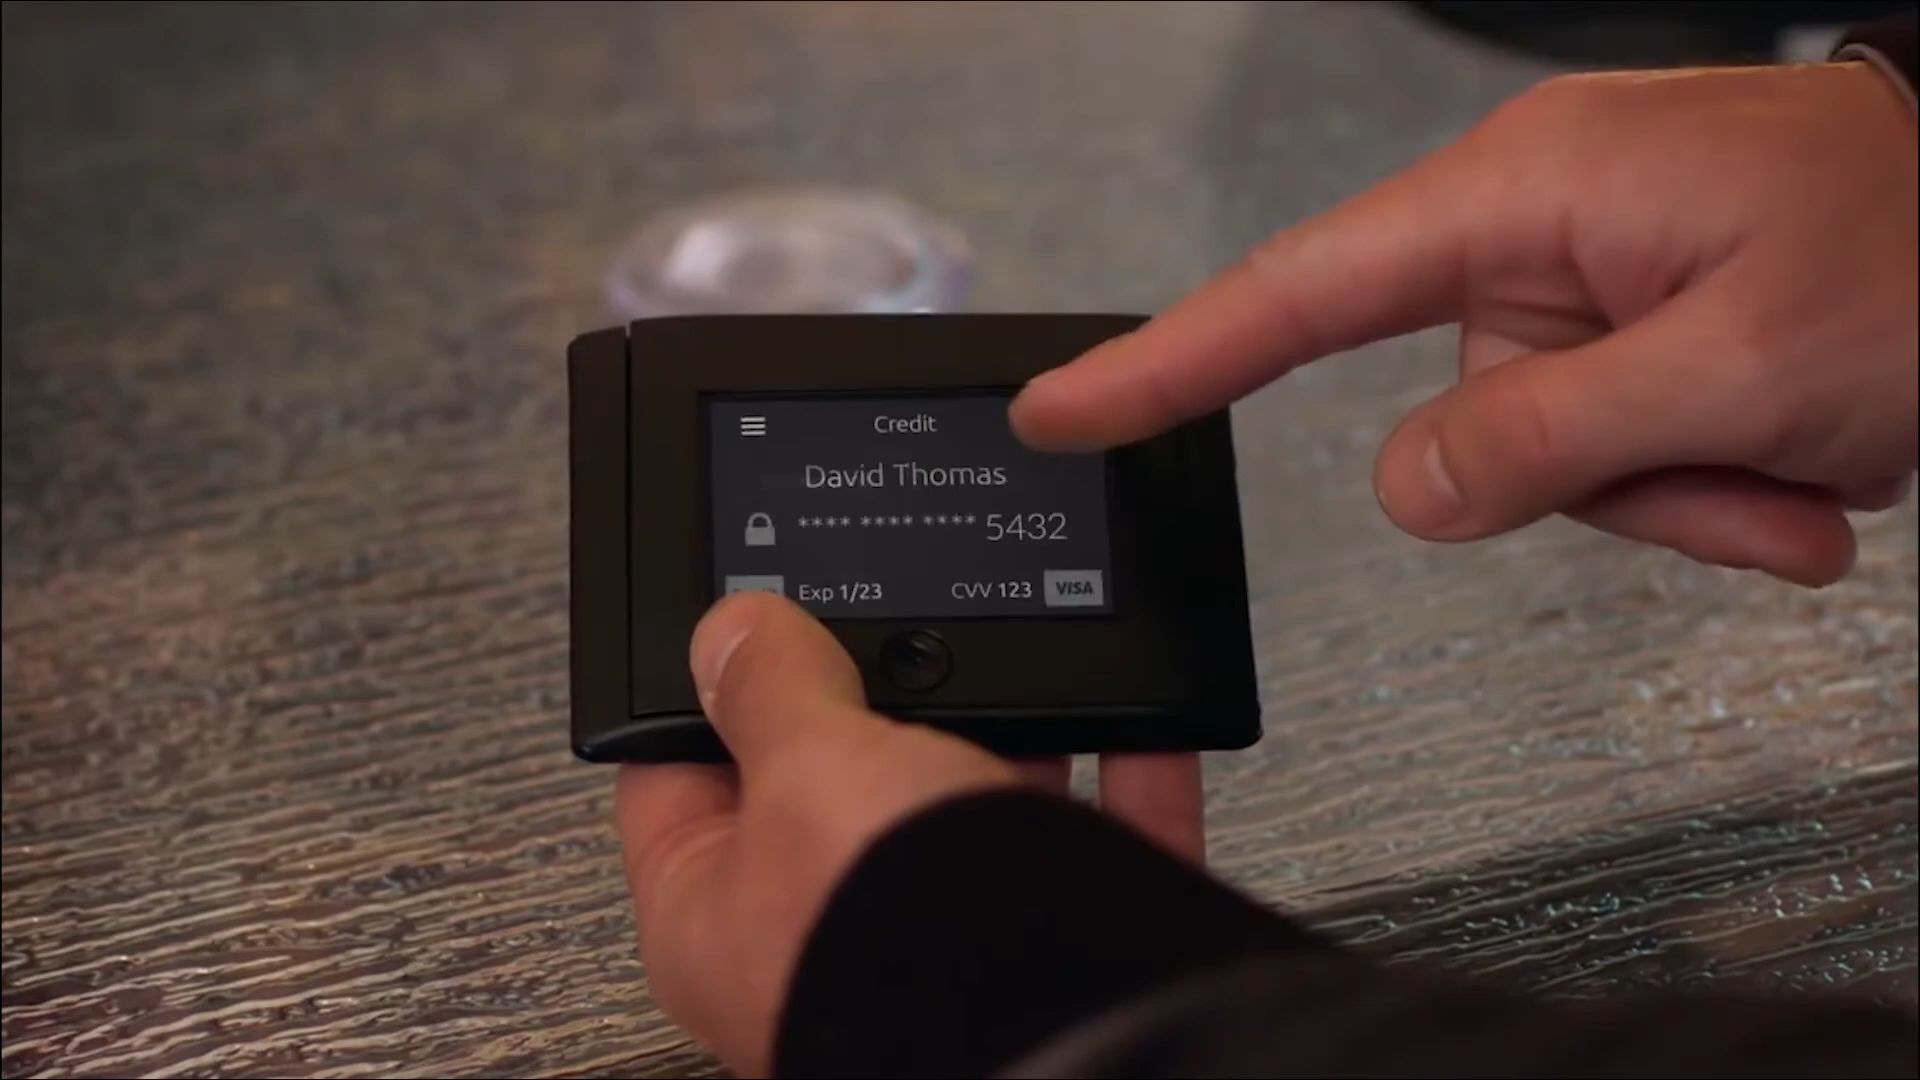 Credit
David Thomas
**** **** **** 5432
Exp 1/23 CVV 123 VISA